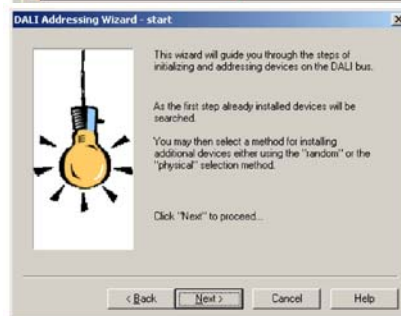 DALI Addressing Wizard - start
This wizard will guide you through the steps of
initializing and addressing devices on the DALI bus.
As the first step already installed devices will be
searched.
You may then select a method for installing
additional devices either using the "random" or the
"physical" selection method.
Click "Next" to proceed...
< Back
Next >
Cancel
Help